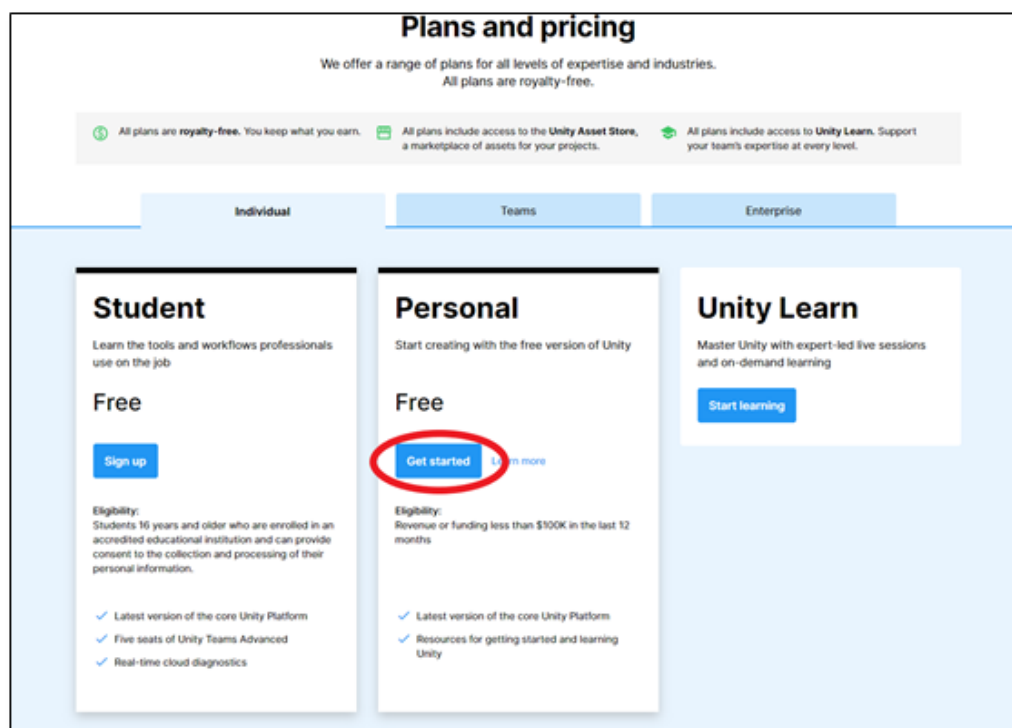 Plans and pricing
We offer a range of plans for all levels of expertise and industries.
All plans are royalty-free.
All plans are royalty-free. You keep what you earn.
All plans include access to the Unity Asset Store,
a marketplace of assets for your projects.
All plans include access to Unity Learn. Support
your team's expertise at every level.
Individual
Teams
Enterprise
Student
Learn the tools and workflows professionals
use on the job
Free
Sign up
Eligibility:
Students 16 years and older who are enrolled in an
accredited educational institution and can provide
consent to the collection and processing of their
personal information.
Latest version of the core Unity Platform
Five seats of Unity Teams Advanced
Real-time cloud diagnostics
Personal
Start creating with the free version of Unity
Free
Get started
Learn more
Eligibility:
Revenue or funding less than $100K in the last 12
months
Latest version of the core Unity Platform
Resources for getting started and learning
Unity
Unity Learn
Master Unity with expert-led live sessions
and on-demand learning
Start learning